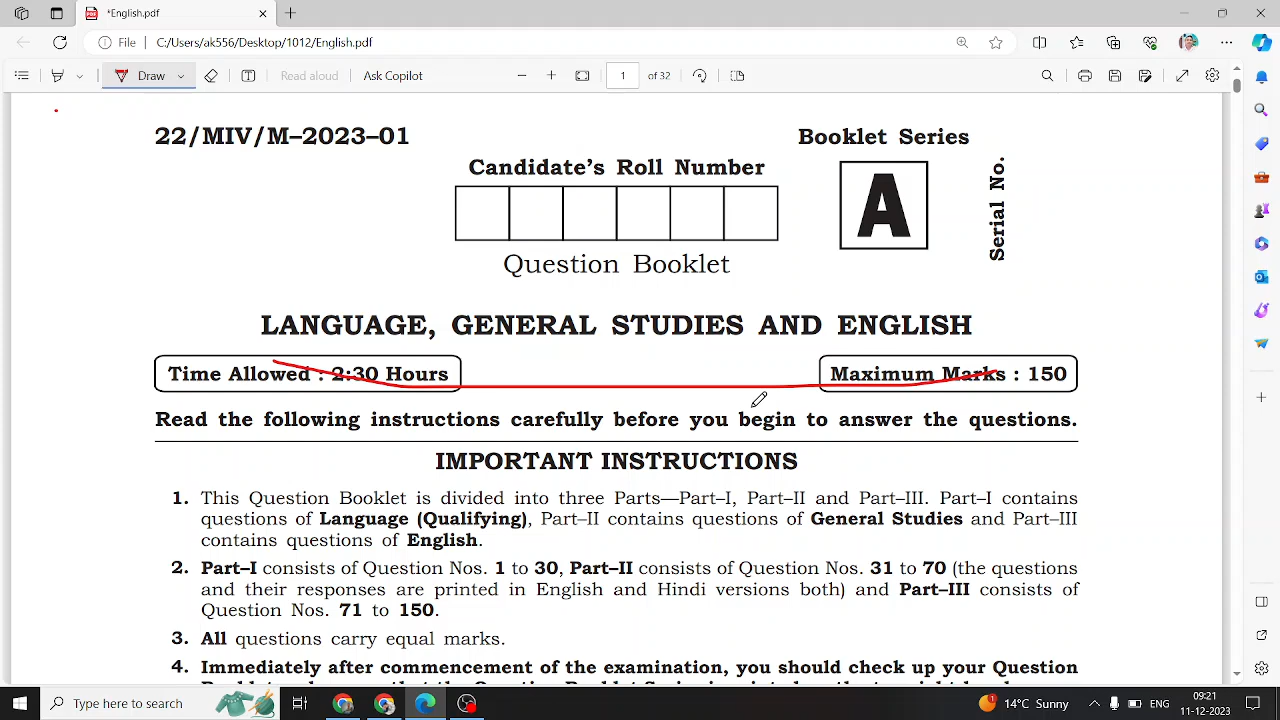 *English.pdf
File C:/Users/ak556/Desktop/1012/English.pdf
Draw Read aloud Ask Copilot 1 of 32
22/MIV/M–2023–01
Booklet Series
Candidate's Roll Number
A
Serial No.
Question Booklet
LANGUAGE, GENERAL STUDIES AND ENGLISH
Time Allowed : 2:30 Hours Maximum Marks : 150
Read the following instructions carefully before you begin to answer the questions.
IMPORTANT INSTRUCTIONS
1. This Question Booklet is divided into three Parts—Part–I, Part–II and Part–III. Part–I contains
questions of Language (Qualifying), Part–II contains questions of General Studies and Part–III
contains questions of English.
2. Part–I consists of Question Nos. 1 to 30, Part–II consists of Question Nos. 31 to 70 (the questions
and their responses are printed in English and Hindi versions both) and Part–III consists of
Question Nos. 71 to 150.
3. All questions carry equal marks.
4. Immediately after commencement of the examination, you should check up your Question
Type here to search 1 14°C Sunny ENG 09:21
11-12-2023